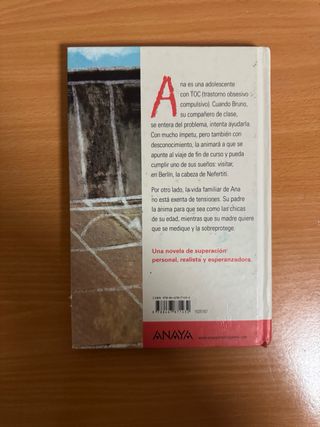 Ana es una adolescente
con TOC (trastorno obsesivo
compulsivo). Cuando Bruno,
su compañero de clase,
se entera del problema, intenta ayudarla.
Con mucho ímpetu, pero también con
desconocimiento, la animará a que se
apunte al viaje de fin de curso y pueda
cumplir uno de sus sueños: visitar,
en Berlín, la cabeza de Nefertiti.
Por otro lado, la vida familiar de Ana
no está exenta de tensiones. Su padre
la anima para que sea como las chicas
de su edad, mientras que su madre quiere
que se medique y la sobreprotege.
Una novela de superación
personal, realista y esperanzadora.
ANAYA